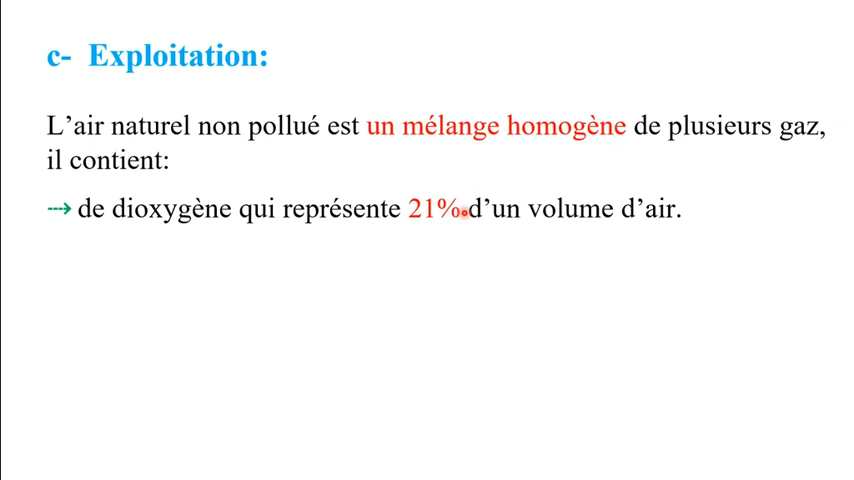 c- Exploitation:
L’air naturel non pollué est un mélange homogène de plusieurs gaz,
il contient:
⤏ de dioxygène qui représente 21% d’un volume d’air.